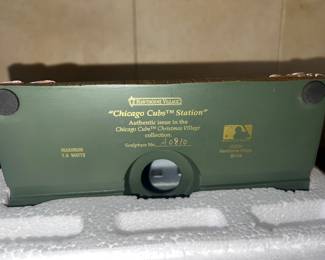 HAWTHORNE VILLAGE
"Chicago Cubs™ Station"
Authentic issue in the
Chicago Cubs™ Christmas Village
collection.
Sculpture No. A0810
MAXIMUM
7.5 WATTS